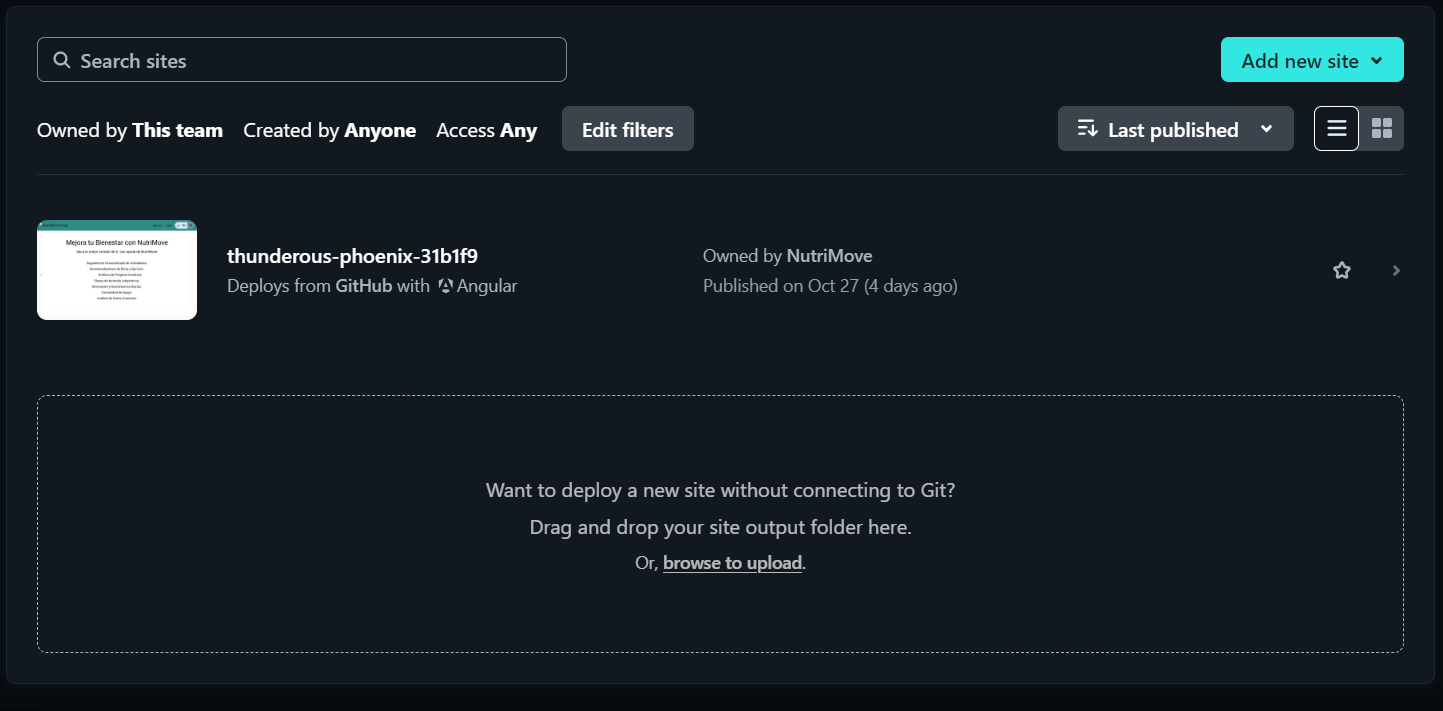 Search sites
Add new site
Owned by This team Created by Anyone Access Any Edit filters
Last published
Mejora tu Bienestar con NutriMove
thunderous-phoenix-31b1f9
Deploys from GitHub with Angular
Owned by NutriMove
Published on Oct 27 (4 days ago)
Want to deploy a new site without connecting to Git?
Drag and drop your site output folder here.
Or, browse to upload.